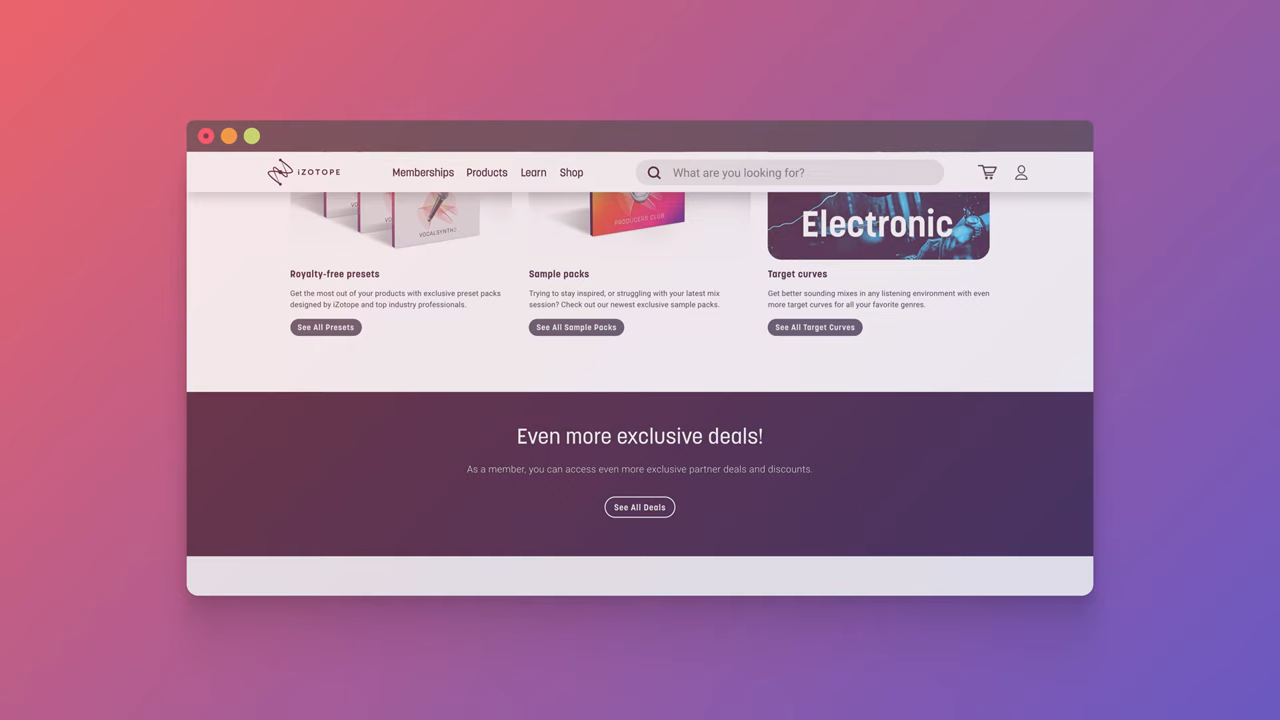 iZOTOPE
Memberships Products Learn Shop
What are you looking for?
VOCALSYNTH
PRODUCERS CLUB
Electronic
Royalty-free presets
Get the most out of your products with exclusive preset packs
designed by iZotope and top industry professionals.
See All Presets
Sample packs
Trying to stay inspired, or struggling with your latest mix
session? Check out our newest exclusive sample packs.
See All Sample Packs
Target curves
Get better sounding mixes in any listening environment with even
more target curves for all your favorite genres.
See All Target Curves
Even more exclusive deals!
As a member, you can access even more exclusive partner deals and discounts.
See All Deals